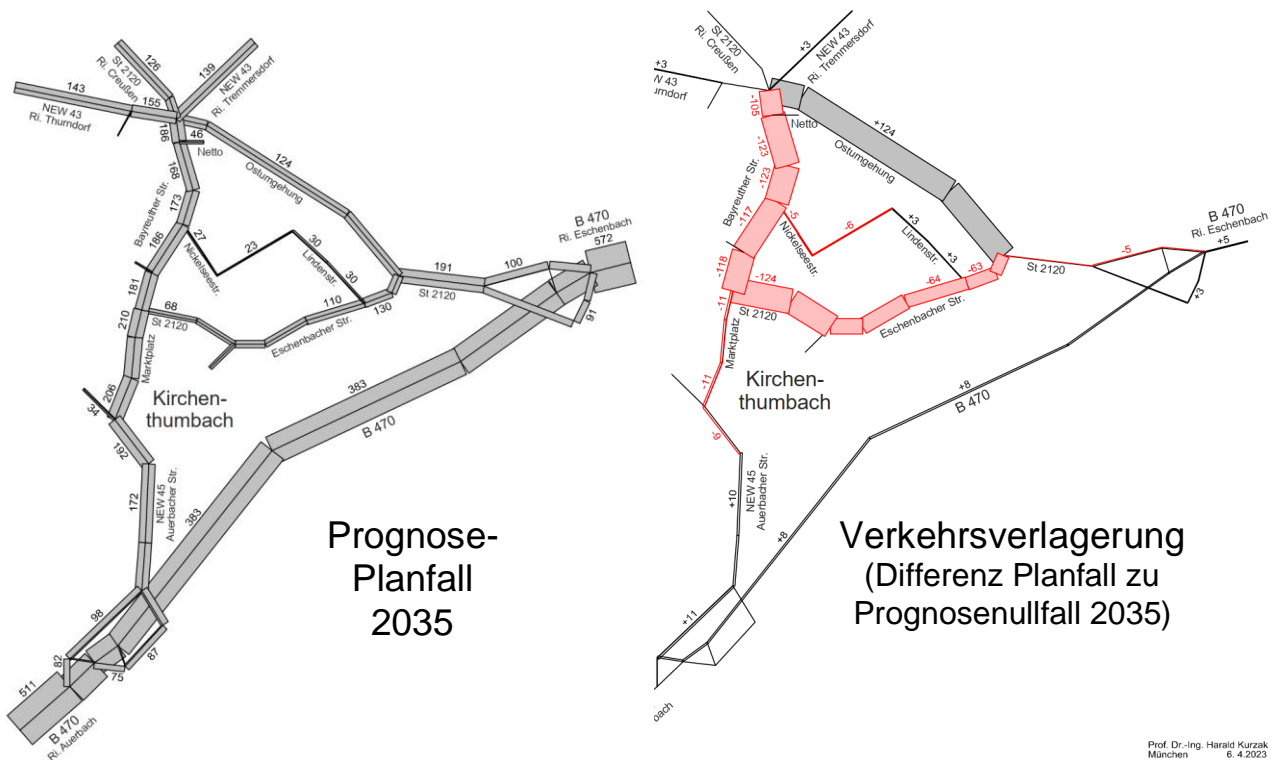 126
St 2120
Ri. Creußen
139
NEW 43
Ri. Tremmersdorf
143
155
NEW 43
Ri. Thurndorf
186
46
Netto
168
124
Ostumgehung
Bayreuther Str.
173
186
27
23
Nickelseestr.
30
Lindenstr.
30
B 470
Ri. Eschenbach
572
191
100
St 2120
91
181
68
St 2120
110
130
Eschenbacher Str.
210
Marktplatz
206
34
Kirchen-
thumbach
192
383
B 470
172
NEW 45
Auerbacher Str.
383
Prognose-
Planfall
2035
98
82
87
75
511
B 470
Ri. Auerbach
St 2120
Ri. Creußen
+3
NEW 43
Ri. Tremmersdorf
+3
-105
Netto
+124
Ostumgehung
-123
-123
Bayreuther Str.
-117
-5
-6
Nickelseestr.
+3
Lindenstr.
+3
B 470
Ri. Eschenbach
+5
-5
St 2120
+3
-118
-124
St 2120
-64
-63
Eschenbacher Str.
-11
Marktplatz
-11
Kirchen-
thumbach
-9
+8
B 470
+10
NEW 45
Auerbacher Str.
+8
Verkehrsverlagerung
(Differenz Planfall zu
Prognosenullfall 2035)
+11
Prof. Dr.-Ing. Harald Kurzak
München 6. 4.2023